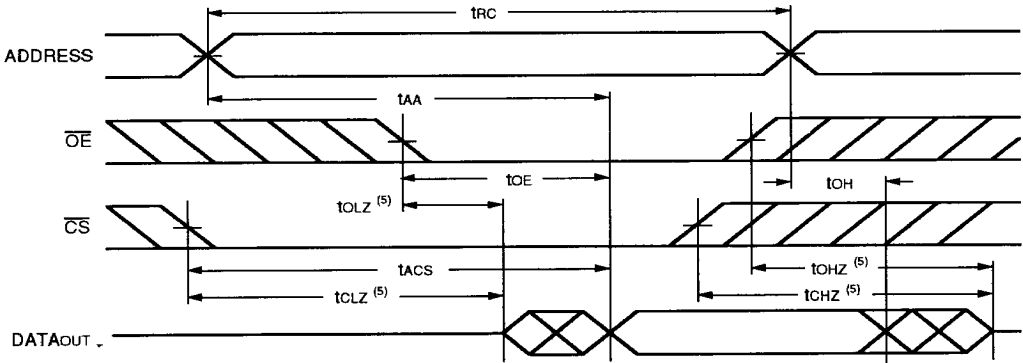 tRC
ADDRESS
tAA
OE
tOE
tOH
tOLZ (5)
CS
tACS
tOHZ (5)
tCLZ (5)
tCHZ (5)
DATAOUT